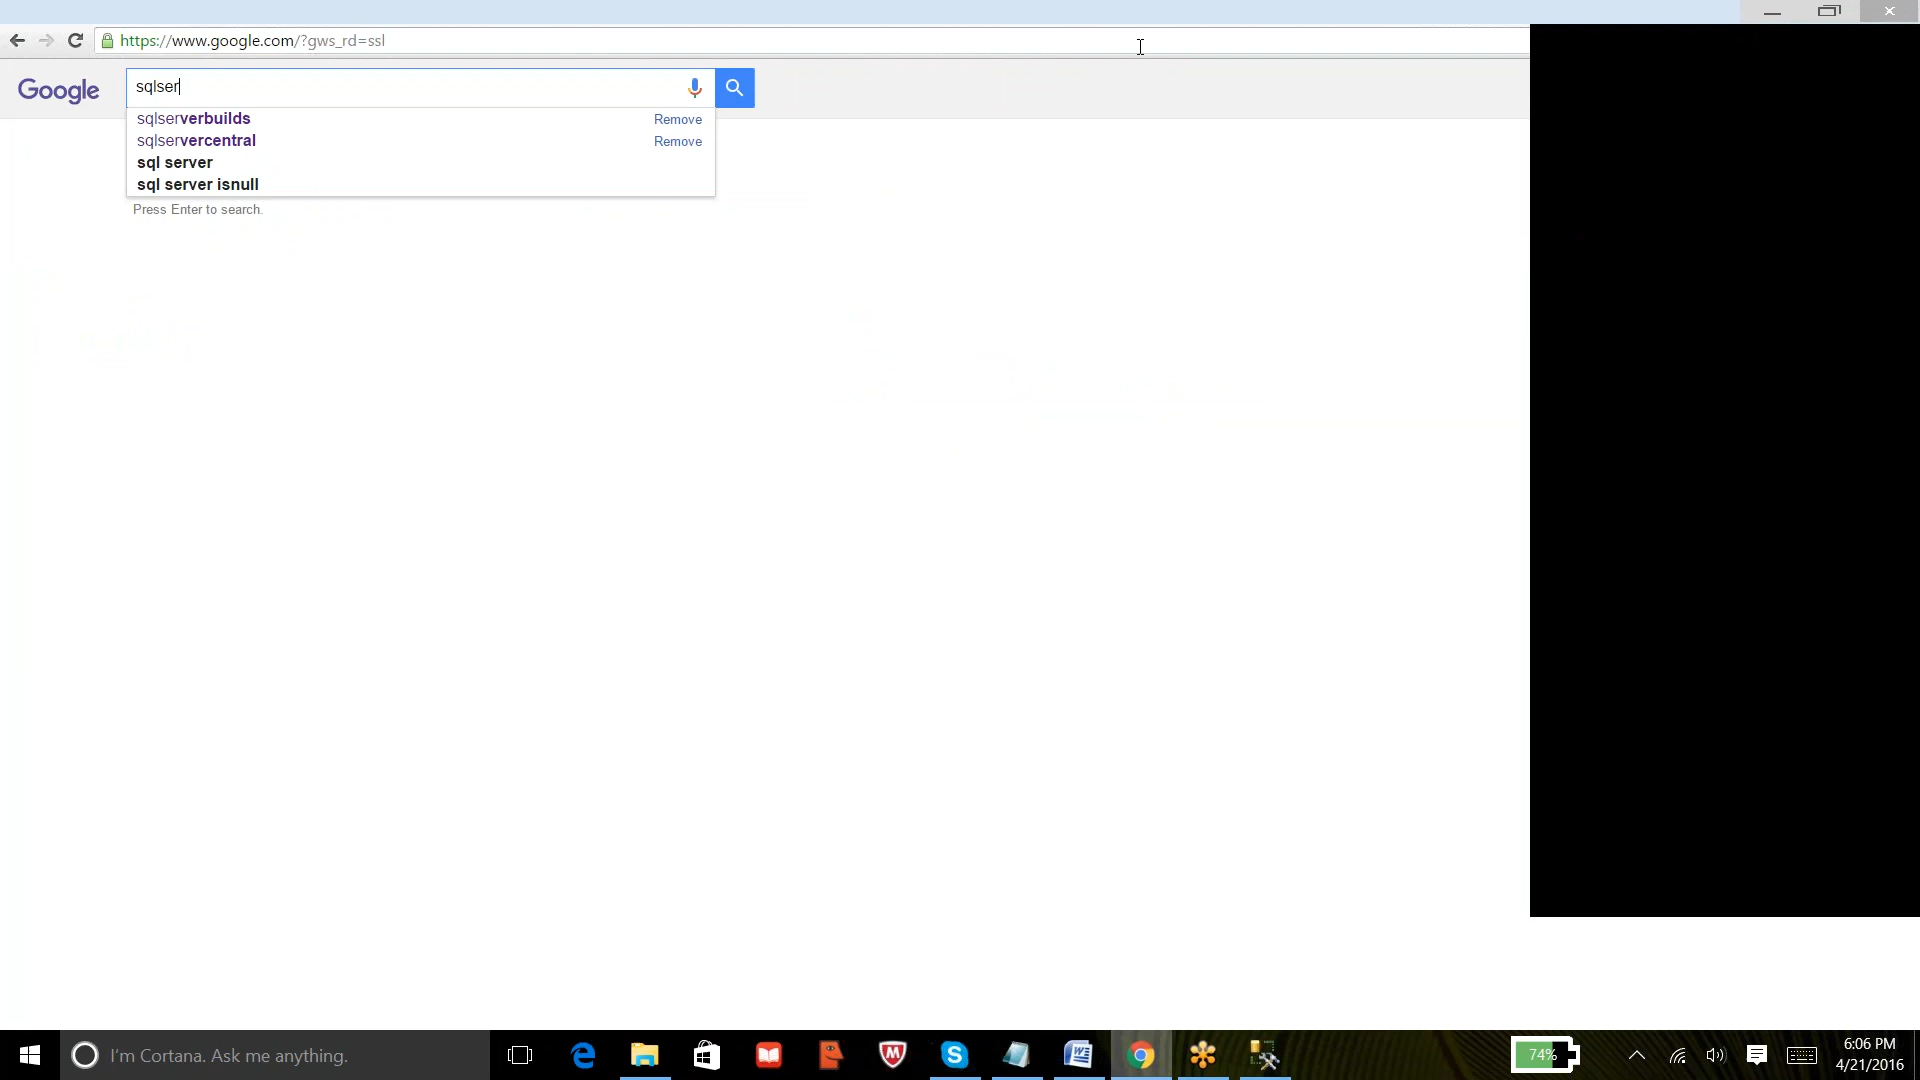 https://www.google.com/?gws_rd=ssl
Google
sqlser
sqlserverbuilds Remove
sqlservercentral Remove
sql server
sql server isnull
Press Enter to search.
I'm Cortana. Ask me anything.
74%
6:06 PM
4/21/2016